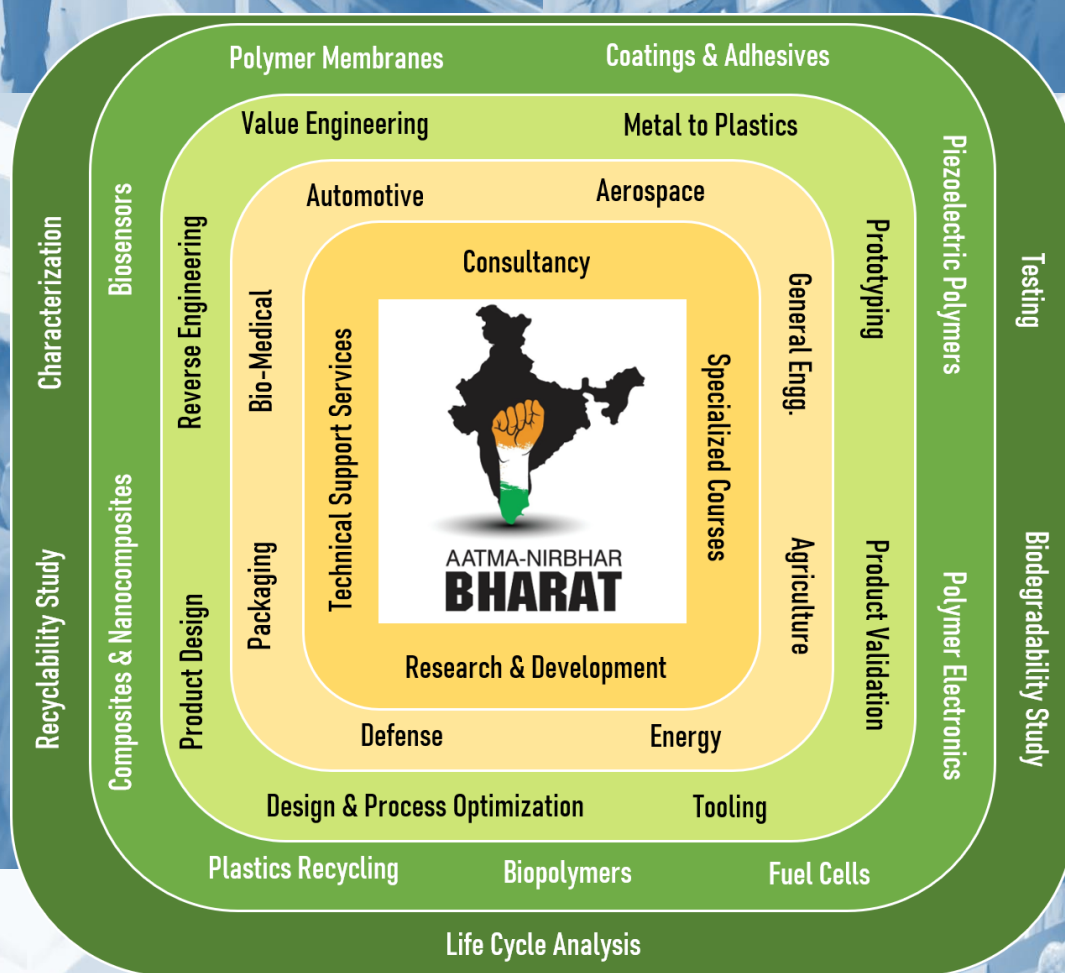 Polymer Membranes
Coatings & Adhesives
Value Engineering
Metal to Plastics
Automotive
Aerospace
Consultancy
Characterization
Recyclability Study
Biosensors
Composites & Nanocomposites
Reverse Engineering
Product Design
Bio-Medical
Packaging
Technical Support Services
AATMA-NIRBHAR
BHARAT
Specialized Courses
General Engg.
Agriculture
Prototyping
Product Validation
Piezoelectric Polymers
Polymer Electronics
Testing
Biodegradability Study
Research & Development
Defense
Energy
Design & Process Optimization
Tooling
Plastics Recycling
Biopolymers
Fuel Cells
Life Cycle Analysis